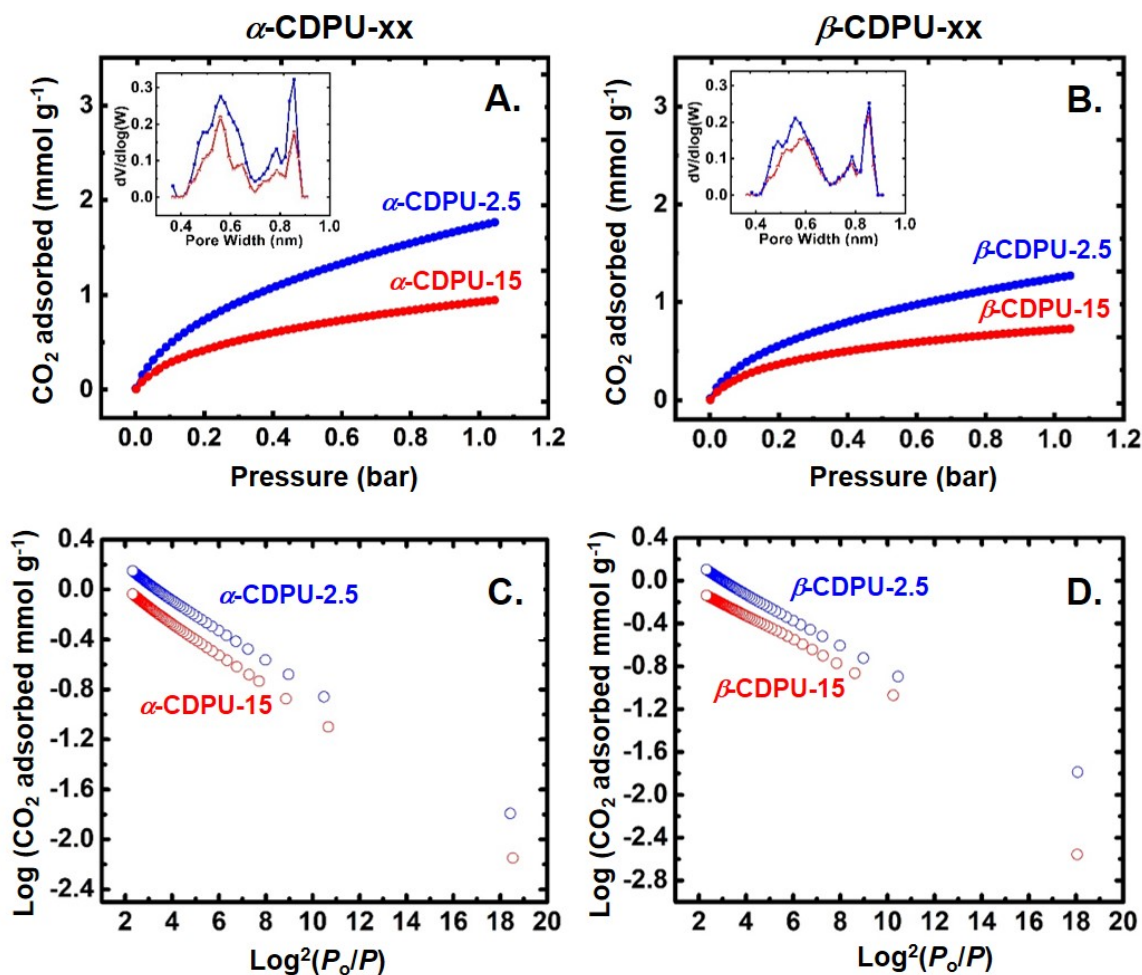 α-CDPU-xx
β-CDPU-xx
A.
CO₂ adsorbed (mmol g⁻¹)
3
2
1
0
0.0 0.2 0.4 0.6 0.8 1.0 1.2
Pressure (bar)
α-CDPU-2.5
α-CDPU-15
dV/dlog(W)
0.3
0.2
0.1
0.0
0.4 0.6 0.8 1.0
Pore Width (nm)
B.
CO₂ adsorbed (mmol g⁻¹)
3
2
1
0
0.0 0.2 0.4 0.6 0.8 1.0 1.2
Pressure (bar)
β-CDPU-2.5
β-CDPU-15
dV/dlog(W)
0.3
0.2
0.1
0.0
0.4 0.6 0.8 1.0
Pore Width (nm)
C.
Log (CO₂ adsorbed mmol g⁻¹)
0.4
0.0
-0.4
-0.8
-1.2
-1.6
-2.0
-2.4
2 4 6 8 10 12 14 16 18 20
Log²(Pₒ/P)
α-CDPU-2.5
α-CDPU-15
D.
Log (CO₂ adsorbed mmol g⁻¹)
0.4
0.0
-0.4
-0.8
-1.2
-1.6
-2.0
-2.4
-2.8
2 4 6 8 10 12 14 16 18 20
Log²(Pₒ/P)
β-CDPU-2.5
β-CDPU-15